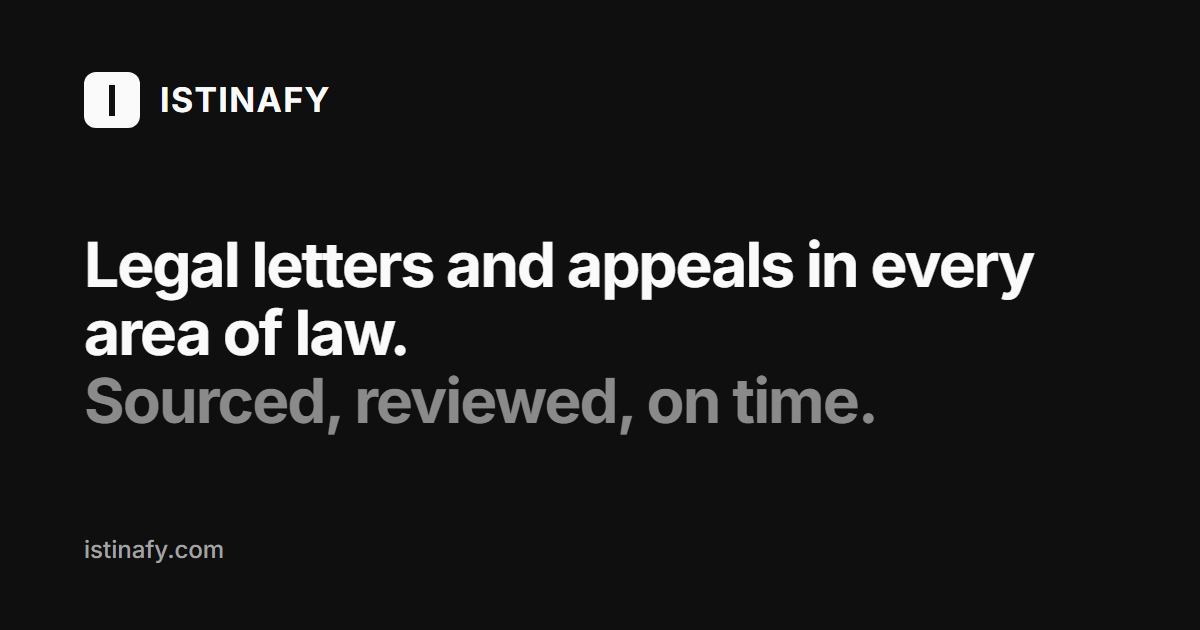 I ISTINAFY
Legal letters and appeals in every
area of law.
Sourced, reviewed, on time.
istinafy.com